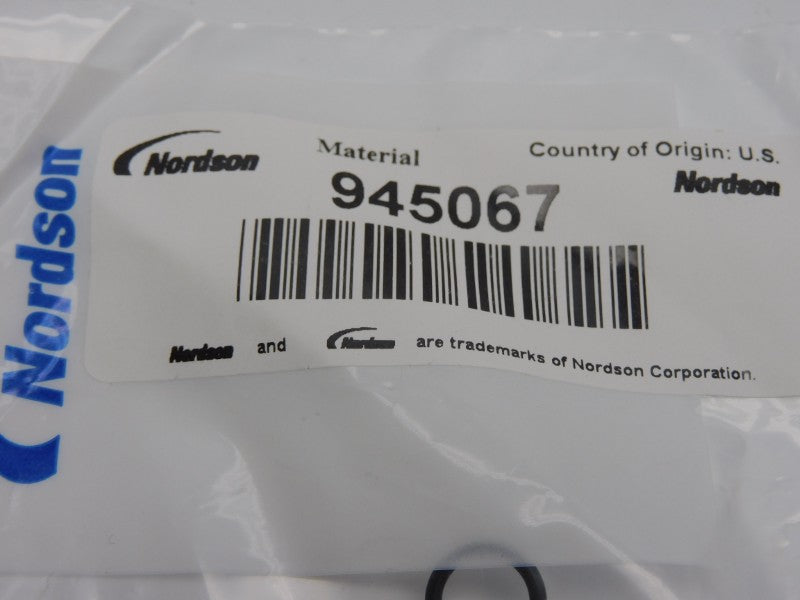 Nordson
Nordson Material Country of Origin: U.S.
945067 Nordson
Nordson and Nordson are trademarks of Nordson Corporation.